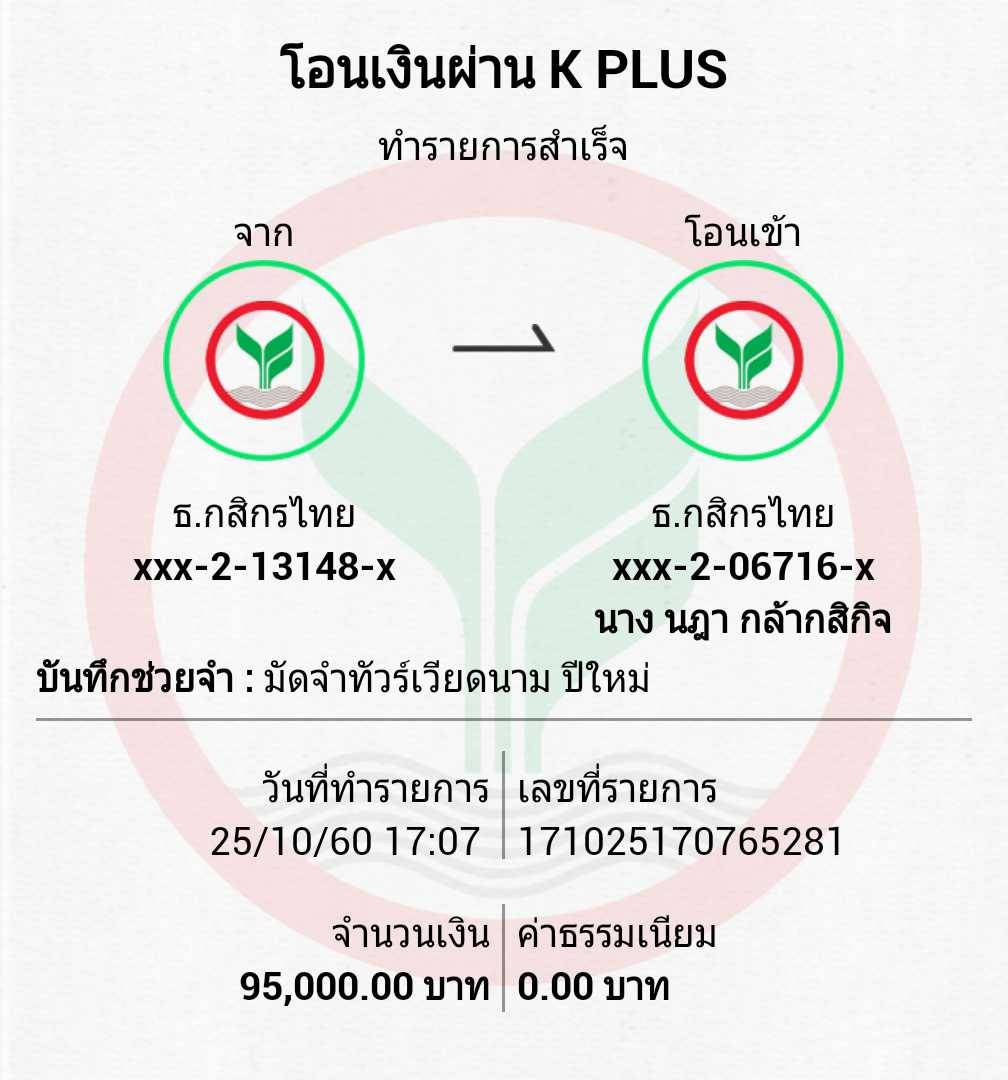 โอนเงินผ่าน K PLUS
ทำรายการสำเร็จ
จาก
โอนเข้า
ธ.กสิกรไทย
xxx-2-13148-x
ธ.กสิกรไทย
xxx-2-06716-x
นาง นฎา กล้ากสิกิจ
บันทึกช่วยจำ : มัดจำทัวร์เวียดนาม ปีใหม่
วันที่ทำรายการ
25/10/60 17:07
เลขที่รายการ
171025170765281
จำนวนเงิน
95,000.00 บาท
ค่าธรรมเนียม
0.00 บาท